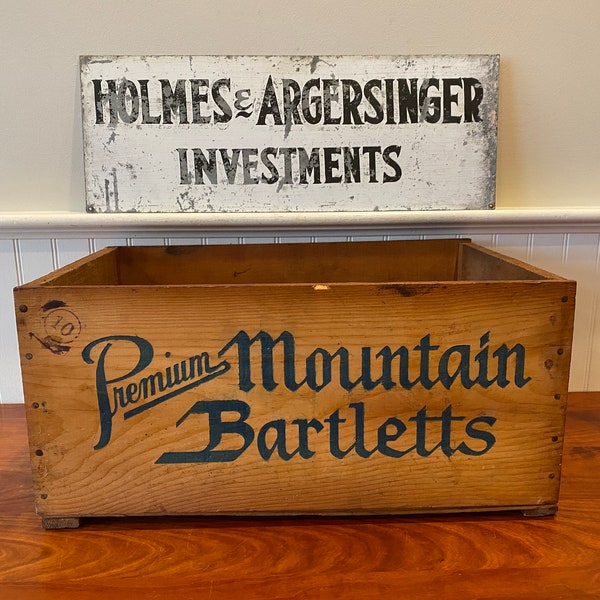 HOLMES & ARGERSINGER
INVESTMENTS
10
Premium Mountain
Bartletts